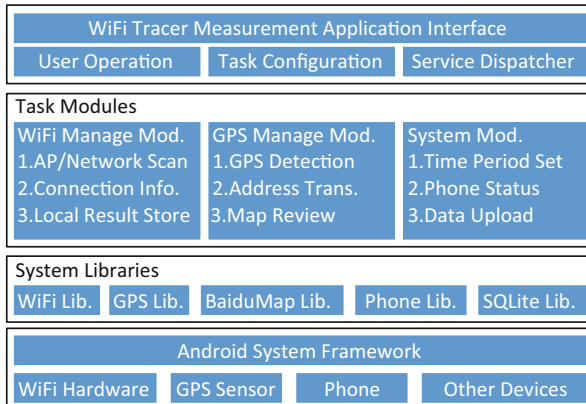 WiFi Tracer Measurement Application Interface
User Operation Task Configuration Service Dispatcher
Task Modules
WiFi Manage Mod.
1.AP/Network Scan
2.Connection Info.
3.Local Result Store
GPS Manage Mod.
1.GPS Detection
2.Address Trans.
3.Map Review
System Mod.
1.Time Period Set
2.Phone Status
3.Data Upload
System Libraries
WiFi Lib. GPS Lib. BaiduMap Lib. Phone Lib. SQLite Lib.
Android System Framework
WiFi Hardware GPS Sensor Phone Other Devices